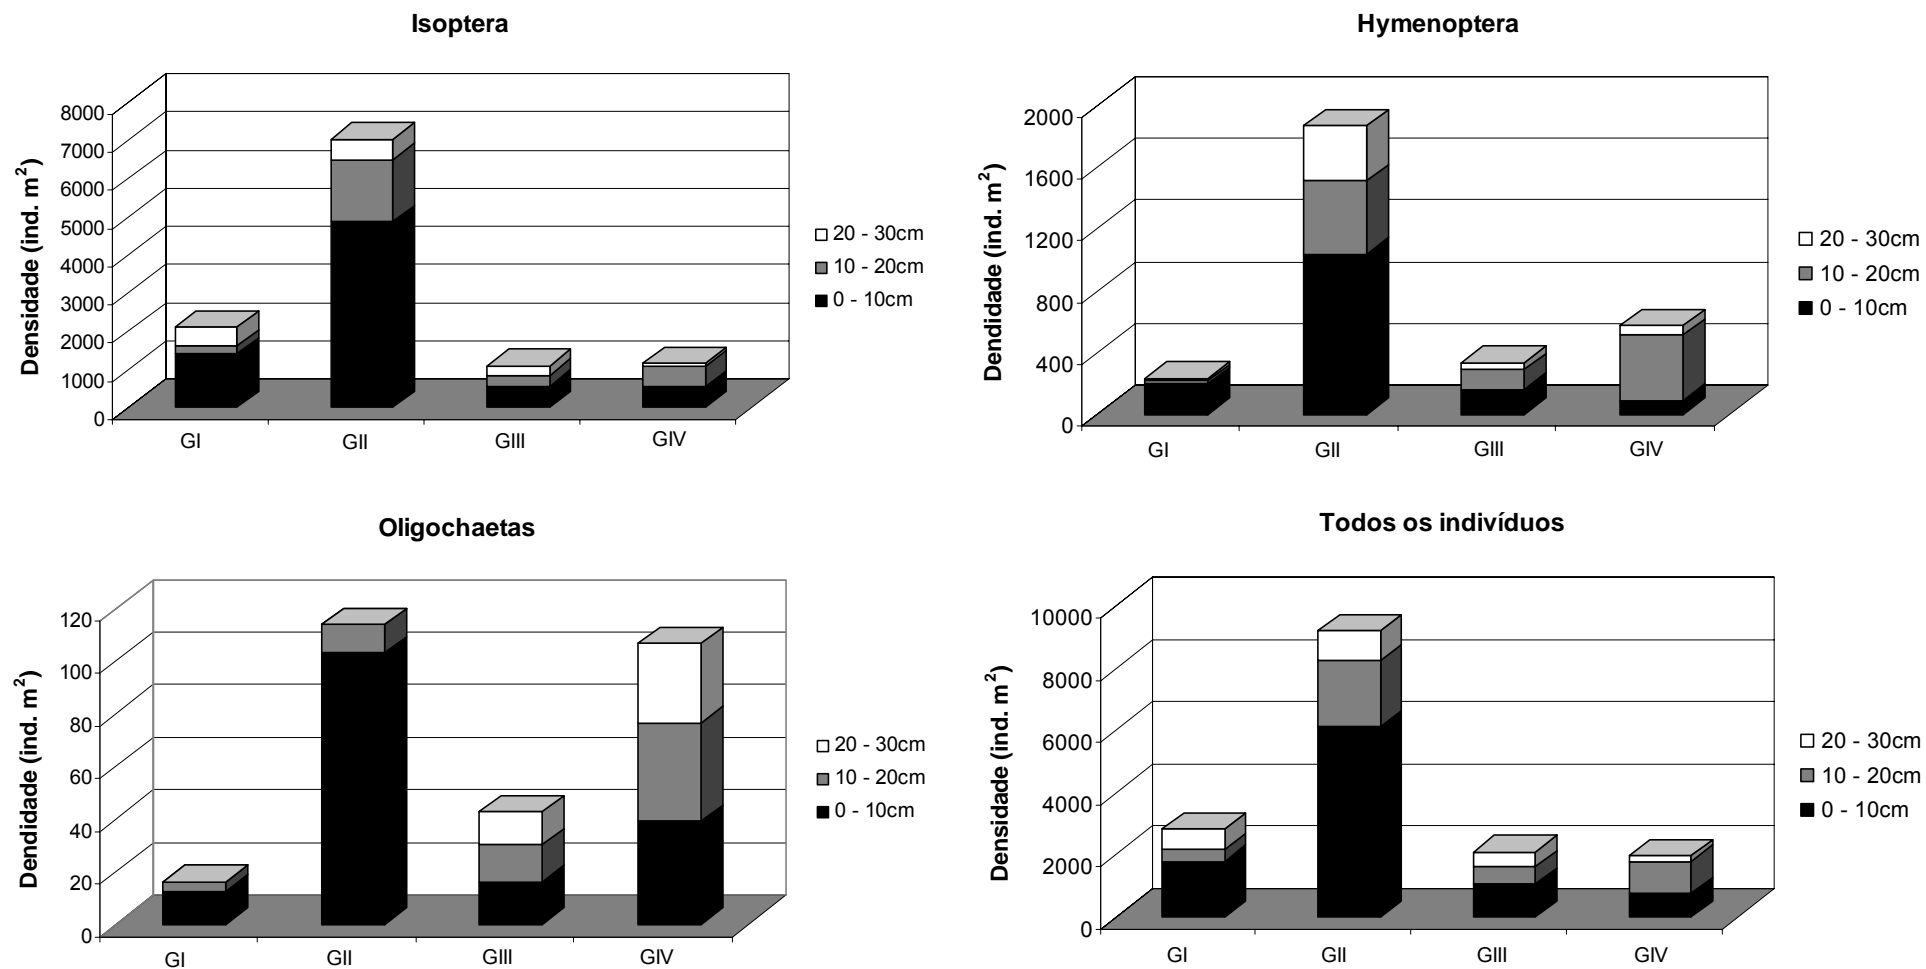 Isoptera
Densidade (ind. m²)
8000
7000
6000
5000
4000
3000
2000
1000
0
GI GII GIII GIV
20 - 30cm
10 - 20cm
0 - 10cm
Hymenoptera
Dendidade (ind. m²)
2000
1600
1200
800
400
0
GI GII GIII GIV
20 - 30cm
10 - 20cm
0 - 10cm
Oligochaetas
Dendidade (ind. m²)
120
100
80
60
40
20
0
GI GII GIII GIV
20 - 30cm
10 - 20cm
0 - 10cm
Todos os indivíduos
Densidade (ind. m²)
10000
8000
6000
4000
2000
0
GI GII GIII GIV
20 - 30cm
10 - 20cm
0 - 10cm